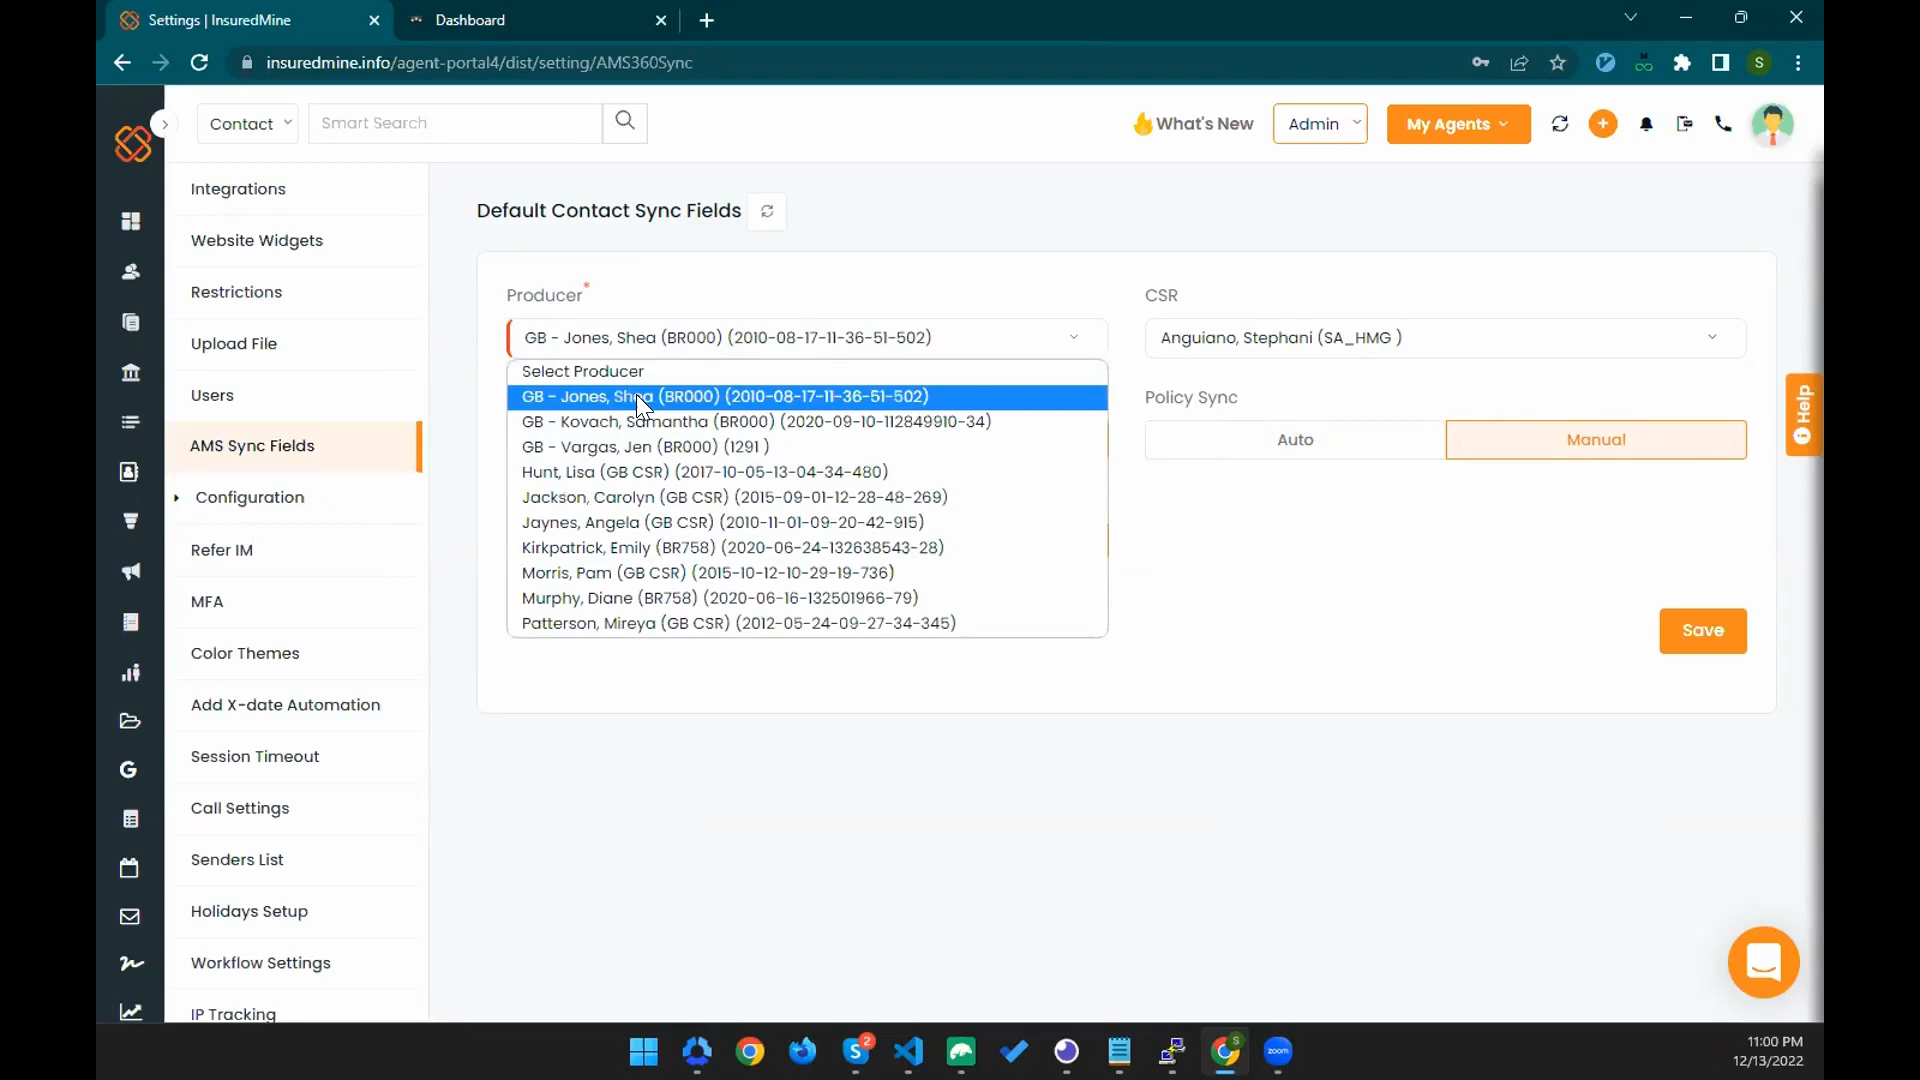 Settings | InsuredMine
Dashboard
insuredmine.info/agent-portal4/dist/setting/AMS360Sync
S
Contact
Smart Search
What's New
Admin
My Agents
Integrations
Website Widgets
Restrictions
Upload File
Users
AMS Sync Fields
Configuration
Refer IM
MFA
Color Themes
Add X-date Automation
Session Timeout
Call Settings
Senders List
Holidays Setup
Workflow Settings
IP Tracking
Default Contact Sync Fields
Producer*
GB - Jones, Shea (BR000) (2010-08-17-11-36-51-502)
Select Producer
GB - Jones, Shea (BR000) (2010-08-17-11-36-51-502)
GB - Kovach, Samantha (BR000) (2020-09-10-112849910-34)
GB - Vargas, Jen (BR000) (1291 )
Hunt, Lisa (GB CSR) (2017-10-05-13-04-34-480)
Jackson, Carolyn (GB CSR) (2015-09-01-12-28-48-269)
Jaynes, Angela (GB CSR) (2010-11-01-09-20-42-915)
Kirkpatrick, Emily (BR758) (2020-06-24-132638543-28)
Morris, Pam (GB CSR) (2015-10-12-10-29-19-736)
Murphy, Diane (BR758) (2020-06-16-132501966-79)
Patterson, Mireya (GB CSR) (2012-05-24-09-27-34-345)
CSR
Anguiano, Stephani (SA_HMG )
Policy Sync
Auto
Manual
Save
Help
2
S
zoom
11:00 PM
12/13/2022